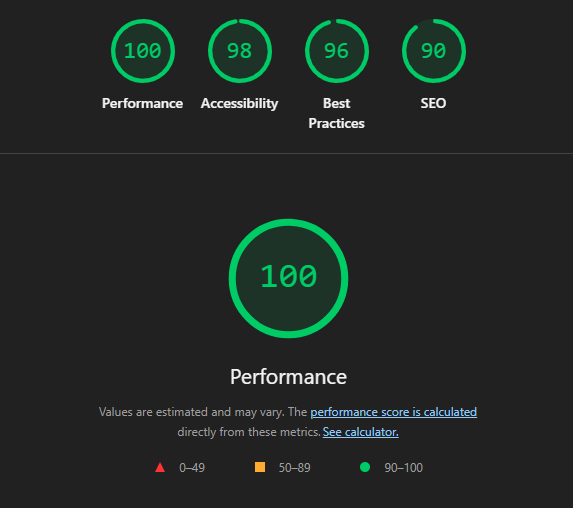 100 98 96 90
Performance Accessibility Best Practices SEO
100
Performance
Values are estimated and may vary. The performance score is calculated
directly from these metrics. See calculator.
0–49 50–89 90–100